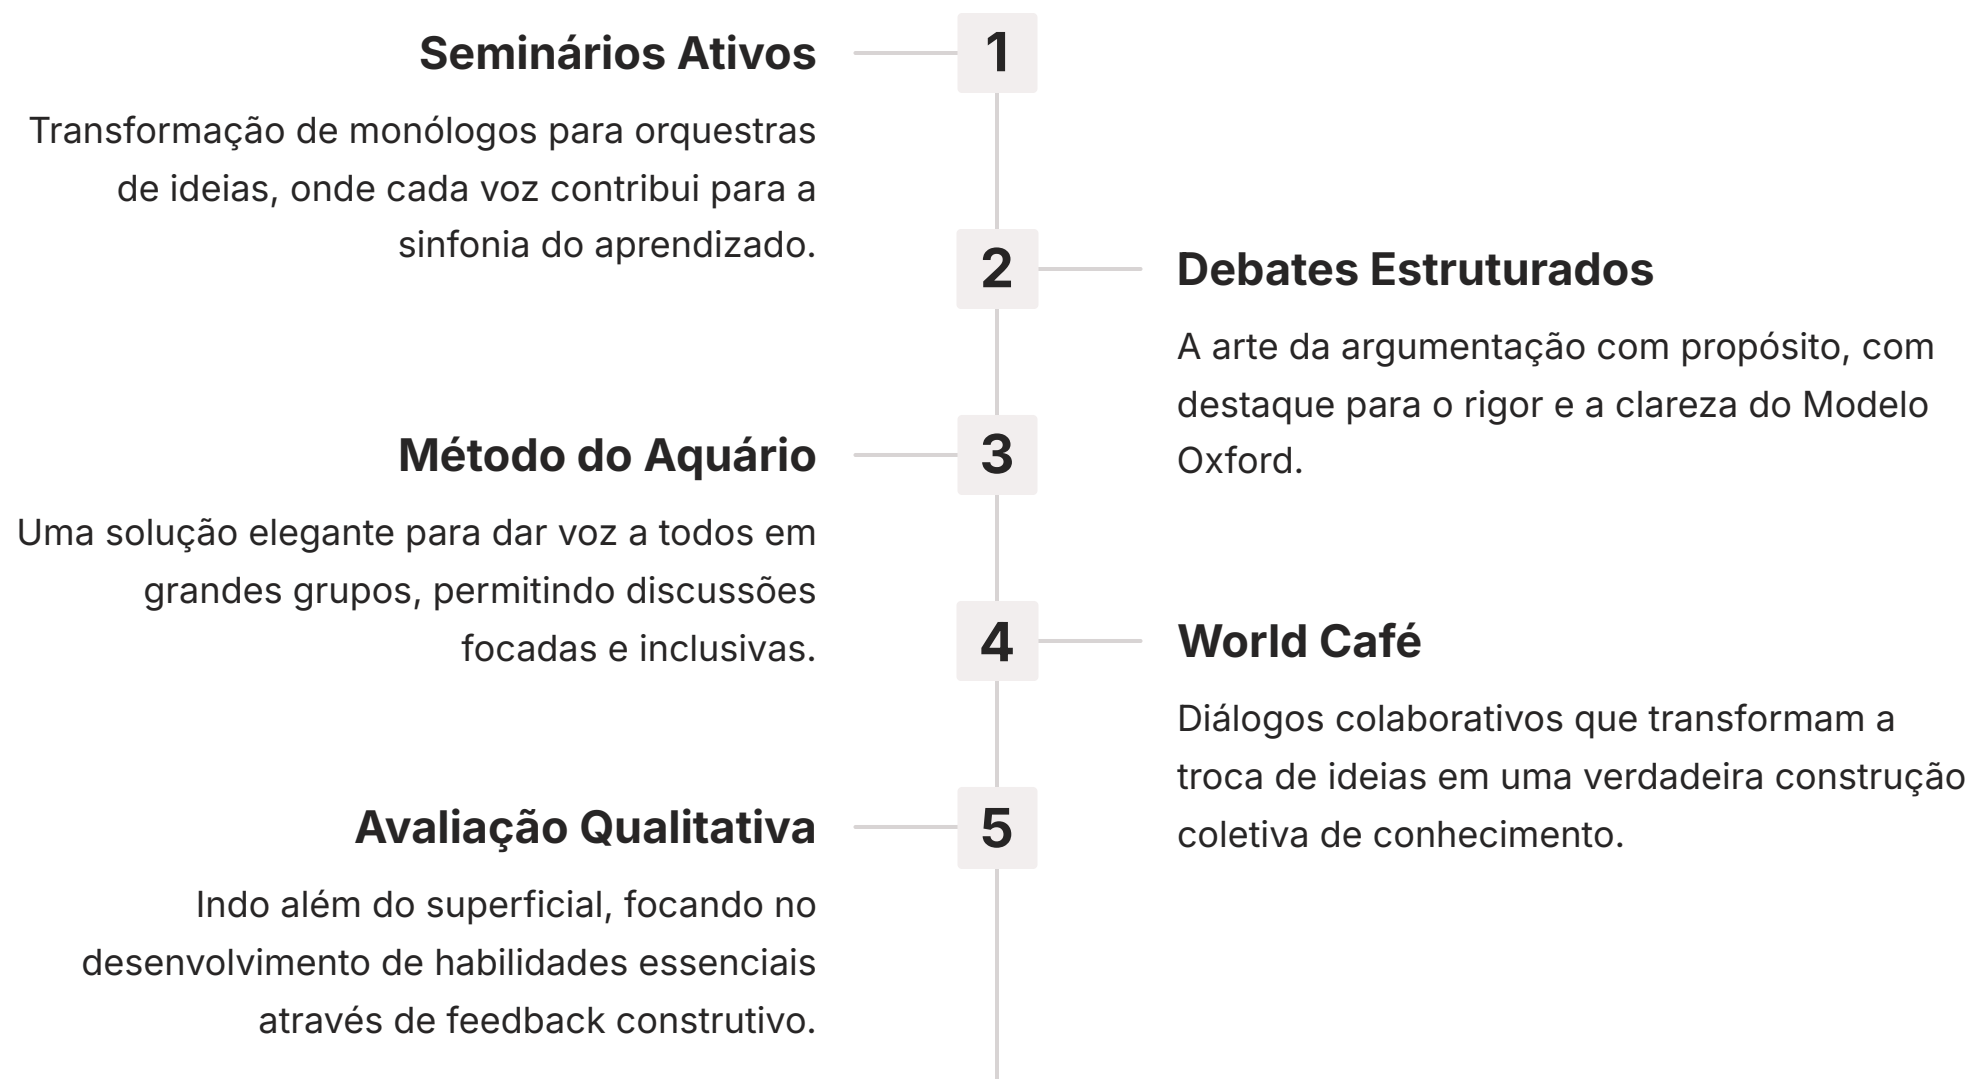 1
Seminários Ativos
Transformação de monólogos para orquestras
de ideias, onde cada voz contribui para a
sinfonia do aprendizado.
2
Debates Estruturados
A arte da argumentação com propósito, com
destaque para o rigor e a clareza do Modelo
Oxford.
3
Método do Aquário
Uma solução elegante para dar voz a todos em
grandes grupos, permitindo discussões
focadas e inclusivas.
4
World Café
Diálogos colaborativos que transformam a
troca de ideias em uma verdadeira construção
coletiva de conhecimento.
5
Avaliação Qualitativa
Indo além do superficial, focando no
desenvolvimento de habilidades essenciais
através de feedback construtivo.